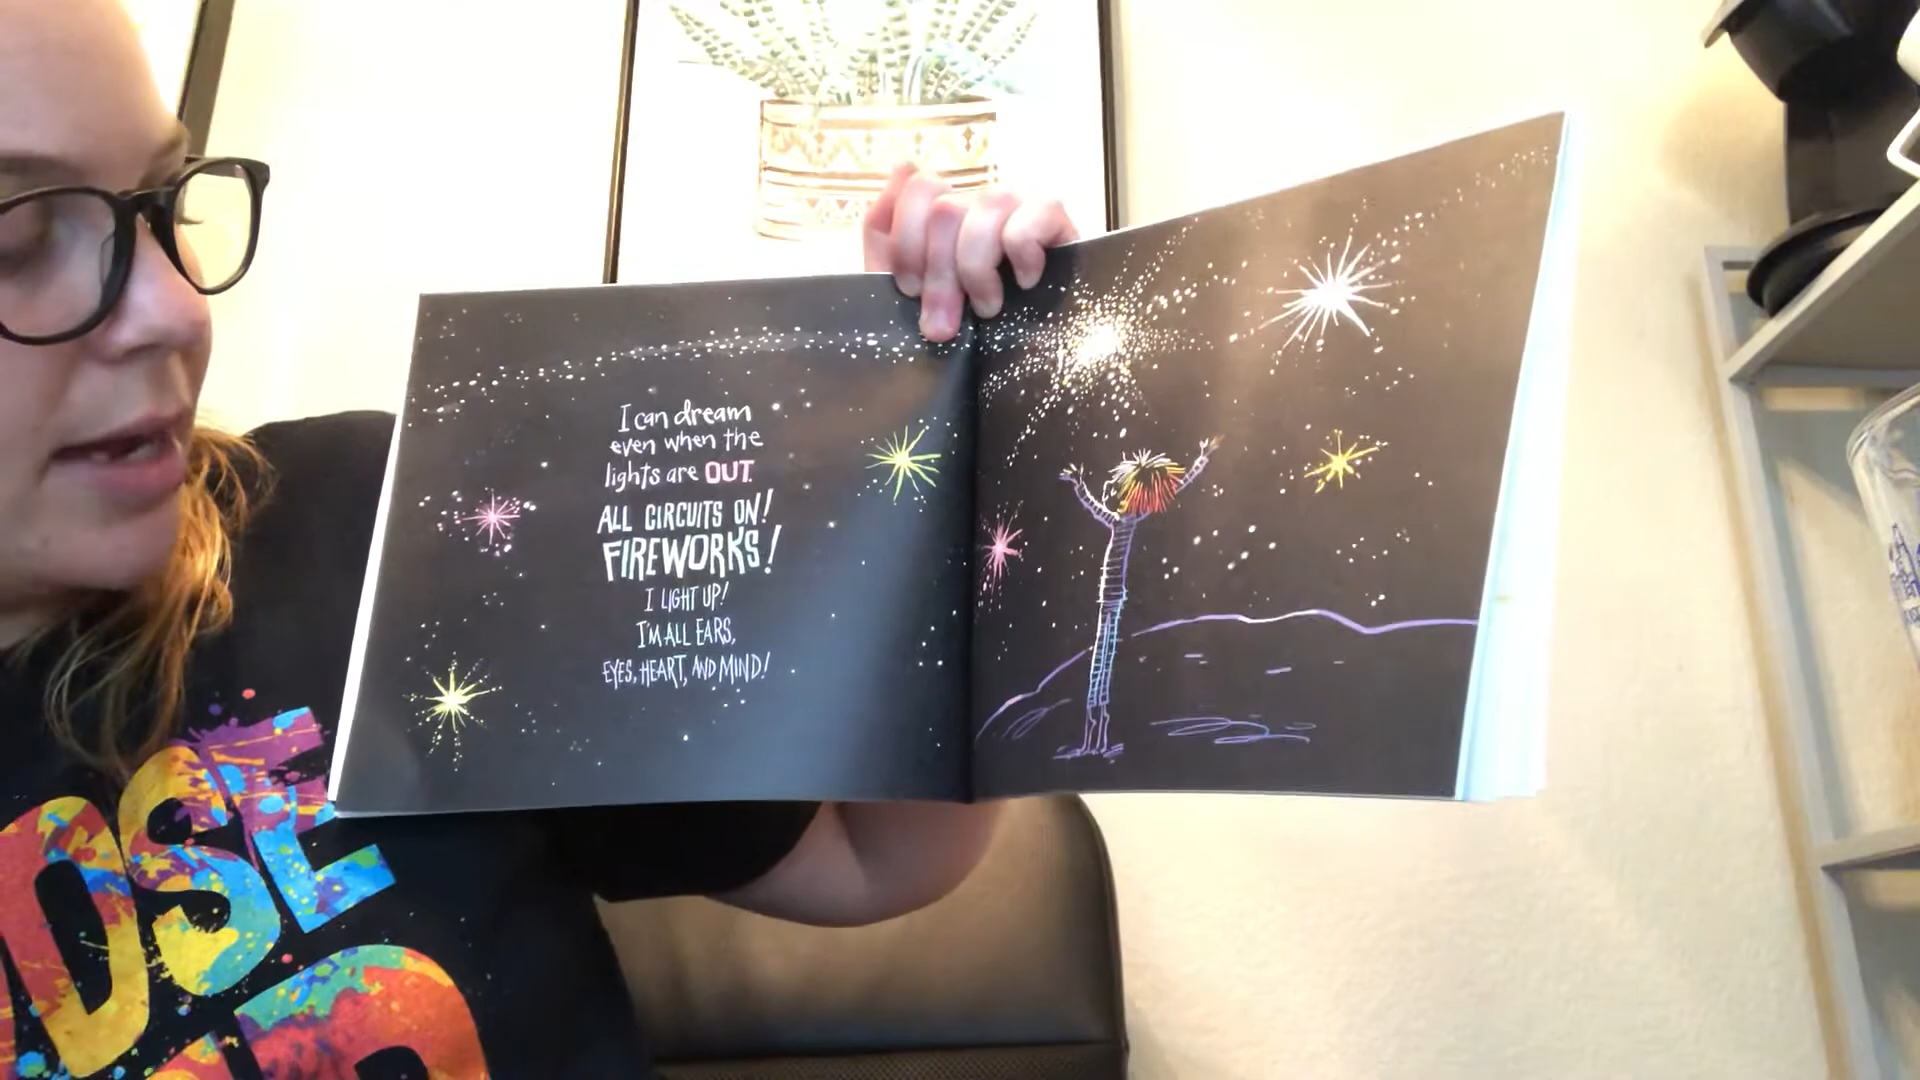 I can dream
even when the
lights are OUT.
ALL CIRCUITS ON!
FIREWORKS!
I LIGHT UP!
I'M ALL EARS,
EYES, HEART, AND MIND!